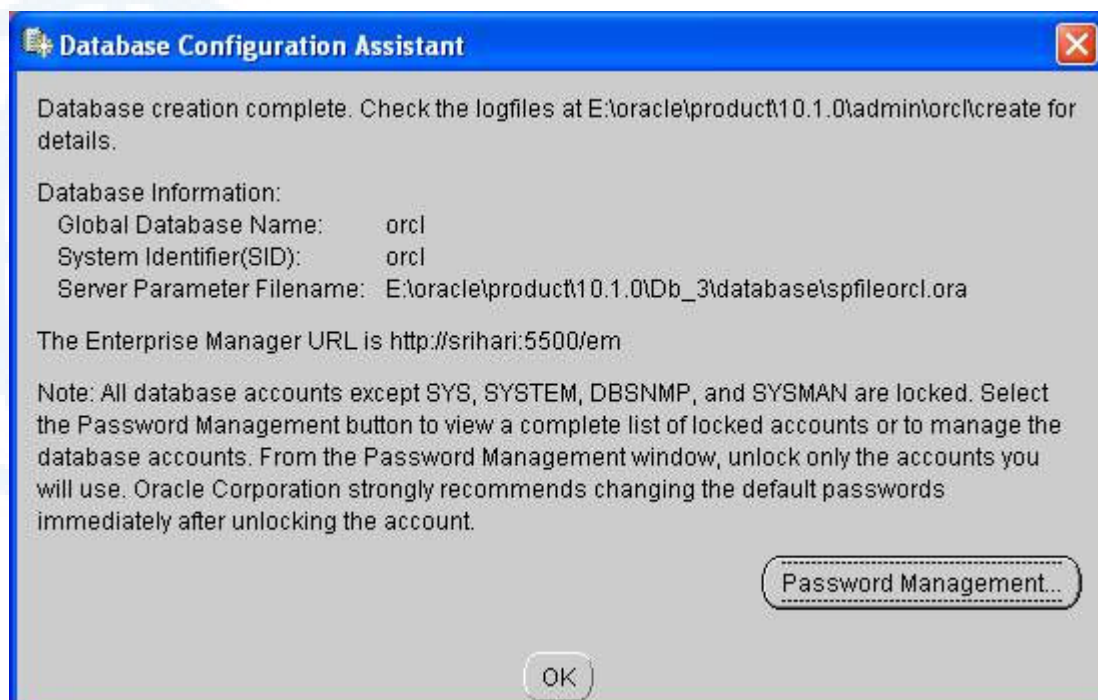 Database Configuration Assistant
Database creation complete. Check the logfiles at E:\oracle\product\10.1.0\admin\orcl\create for
details.
Database Information:
Global Database Name: orcl
System Identifier(SID): orcl
Server Parameter Filename: E:\oracle\product\10.1.0\Db_3\database\spfileorcl.ora
The Enterprise Manager URL is http://srihari:5500/em
Note: All database accounts except SYS, SYSTEM, DBSNMP, and SYSMAN are locked. Select
the Password Management button to view a complete list of locked accounts or to manage the
database accounts. From the Password Management window, unlock only the accounts you
will use. Oracle Corporation strongly recommends changing the default passwords
immediately after unlocking the account.
Password Management...
OK